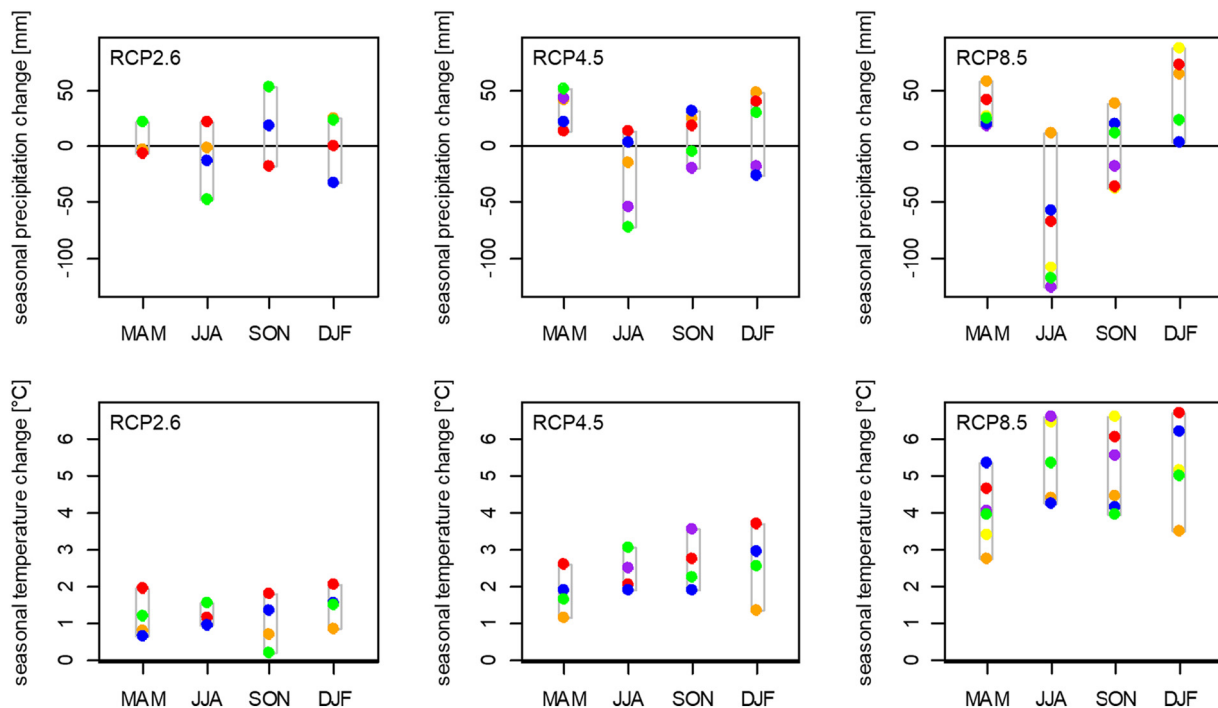 seasonal precipitation change [mm]
RCP2.6
50
0
-50
-100
MAM JJA SON DJF
seasonal precipitation change [mm]
RCP4.5
50
0
-50
-100
MAM JJA SON DJF
seasonal precipitation change [mm]
RCP8.5
50
0
-50
-100
MAM JJA SON DJF
seasonal temperature change [°C]
RCP2.6
6
5
4
3
2
1
0
MAM JJA SON DJF
seasonal temperature change [°C]
RCP4.5
6
5
4
3
2
1
0
MAM JJA SON DJF
seasonal temperature change [°C]
RCP8.5
6
5
4
3
2
1
0
MAM JJA SON DJF